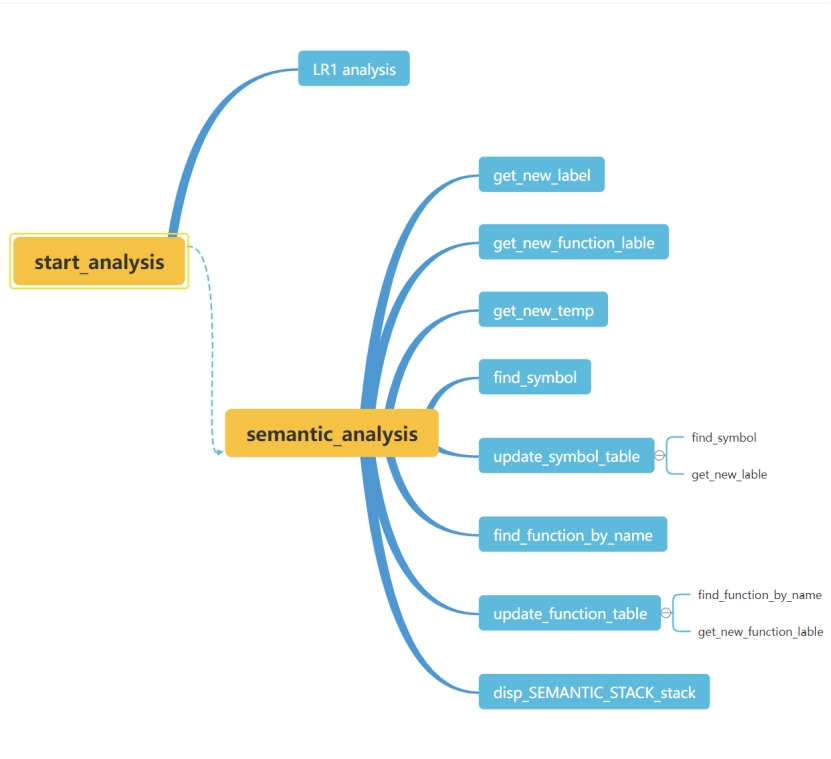 LR1 analysis
start_analysis
semantic_analysis
get_new_label
get_new_function_lable
get_new_temp
find_symbol
update_symbol_table
find_symbol
get_new_lable
find_function_by_name
update_function_table
find_function_by_name
get_new_function_lable
disp_SEMANTIC_STACK_stack